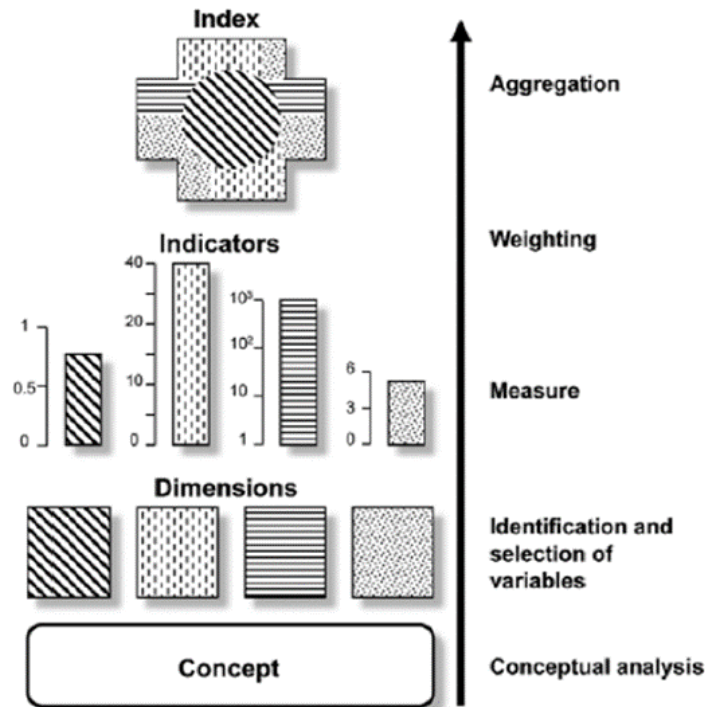 Index
Aggregation
Weighting
Indicators
40
20
10
0
1
0.5
0
10³
10²
10
1
6
3
0
Measure
Dimensions
Identification and
selection of
variables
Concept
Conceptual analysis